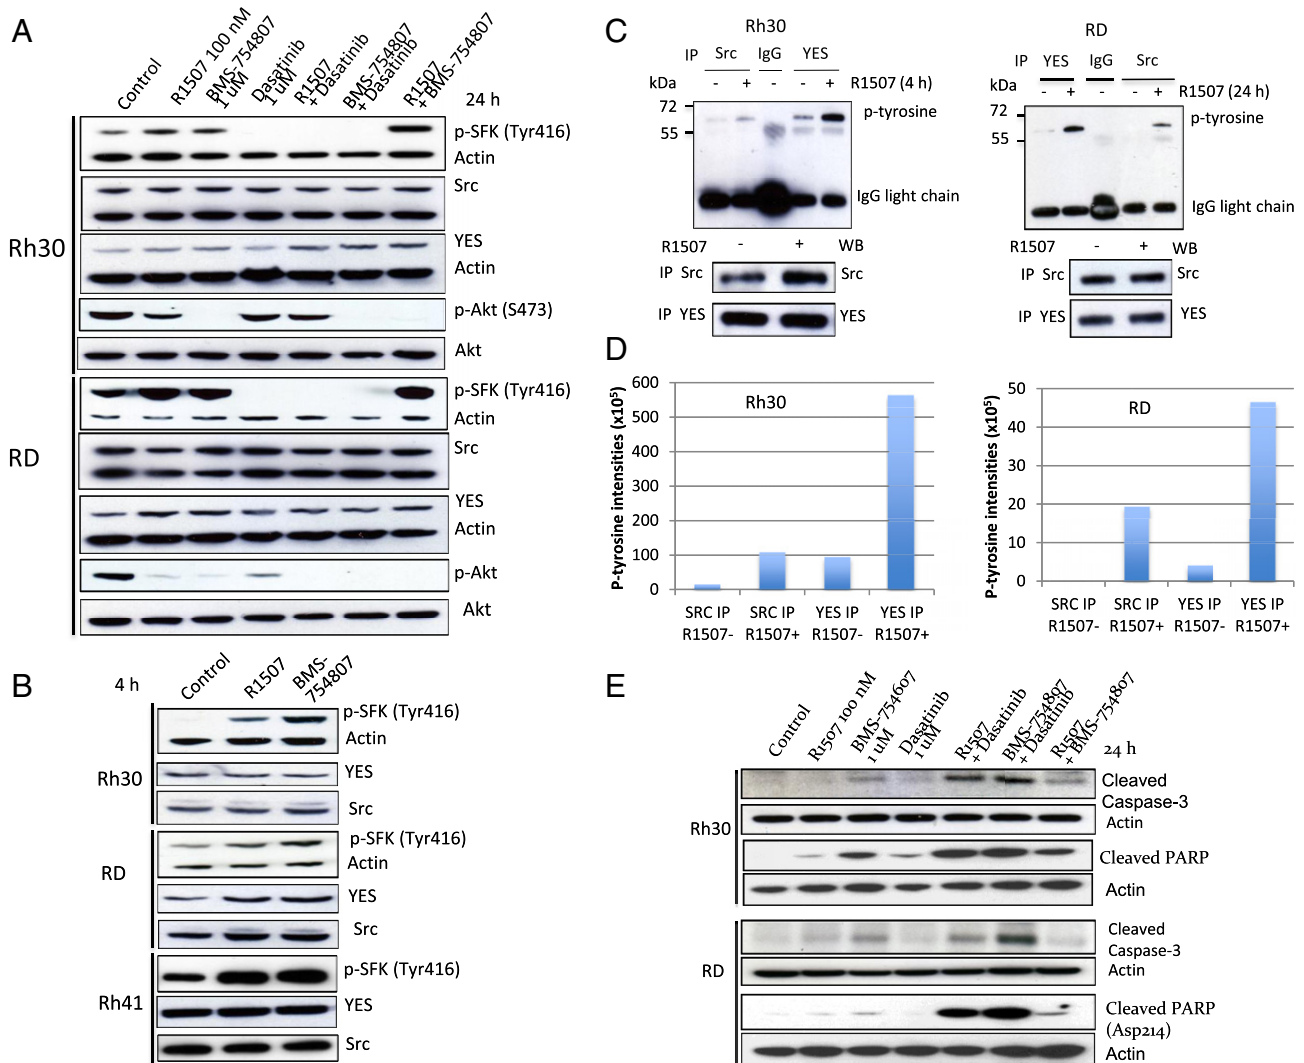 A
Control
R1507 100 nM
BMS-754807
1 uM
Dasatinib
1 uM
R1507
+ Dasatinib
BMS-754807
+ Dasatinib
R1507
+ BMS-754807
24 h
Rh30
p-SFK (Tyr416)
Actin
Src
YES
Actin
p-Akt (S473)
Akt
RD
p-SFK (Tyr416)
Actin
Src
YES
Actin
p-Akt
Akt
B
4 h
Control
R1507
BMS-
754807
Rh30
p-SFK (Tyr416)
Actin
YES
Src
RD
p-SFK (Tyr416)
Actin
YES
Src
Rh41
p-SFK (Tyr416)
YES
Src
C
Rh30
IP Src IgG YES
kDa - + - - + R1507 (4 h)
72
55
p-tyrosine
IgG light chain
R1507 - + WB
IP Src Src
IP YES YES
RD
IP YES IgG Src
kDa - + - - + R1507 (24 h)
72
55
p-tyrosine
IgG light chain
R1507 - + WB
IP Src Src
IP YES YES
D
P-tyrosine intensities (x10⁵)
600
500
400
300
200
100
0
Rh30
SRC IP R1507-
SRC IP R1507+
YES IP R1507-
YES IP R1507+
P-tyrosine intensities (x10⁵)
50
40
30
20
10
0
RD
SRC IP R1507-
SRC IP R1507+
YES IP R1507-
YES IP R1507+
E
Control
R1507 100 nM
BMS-754607
1 uM
Dasatinib
1 uM
R1507
+ Dasatinib
BMS-754807
+ Dasatinib
R1507
+ BMS-754807
24 h
Rh30
Cleaved
Caspase-3
Actin
Cleaved PARP
Actin
RD
Cleaved
Caspase-3
Actin
Cleaved PARP
(Asp214)
Actin